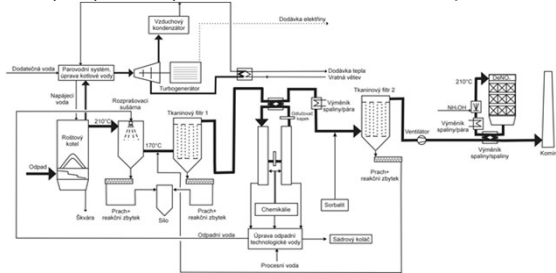 Vzduchový
kondenzátor
Dodávka elektřiny
Dodatečná voda
Parovodní systém,
úprava kotlové vody
Turbogenerátor
Dodávka tepla
Vratná větev
Napájecí
voda
Rozprašovací
sušárna
210°C
Tkaninový filtr 1
Odlučovač
kapek
Výměník
spaliny/pára
Tkaninový filtr 2
210°C
DeNOx
NH₄OH
Výměník
spaliny/pára
Roštový
kotel
170°C
Ventilátor
Výměník
spaliny/spaliny
Komín
Odpad
Škvára
Prach+
reakční zbytek
Silo
Prach+
reakční zbytek
Chemikálie
Sorbalit
Prach+
reakční zbytek
Odpadní voda
Úprava odpadní
technologické vody
Sádrový koláč
Procesní voda